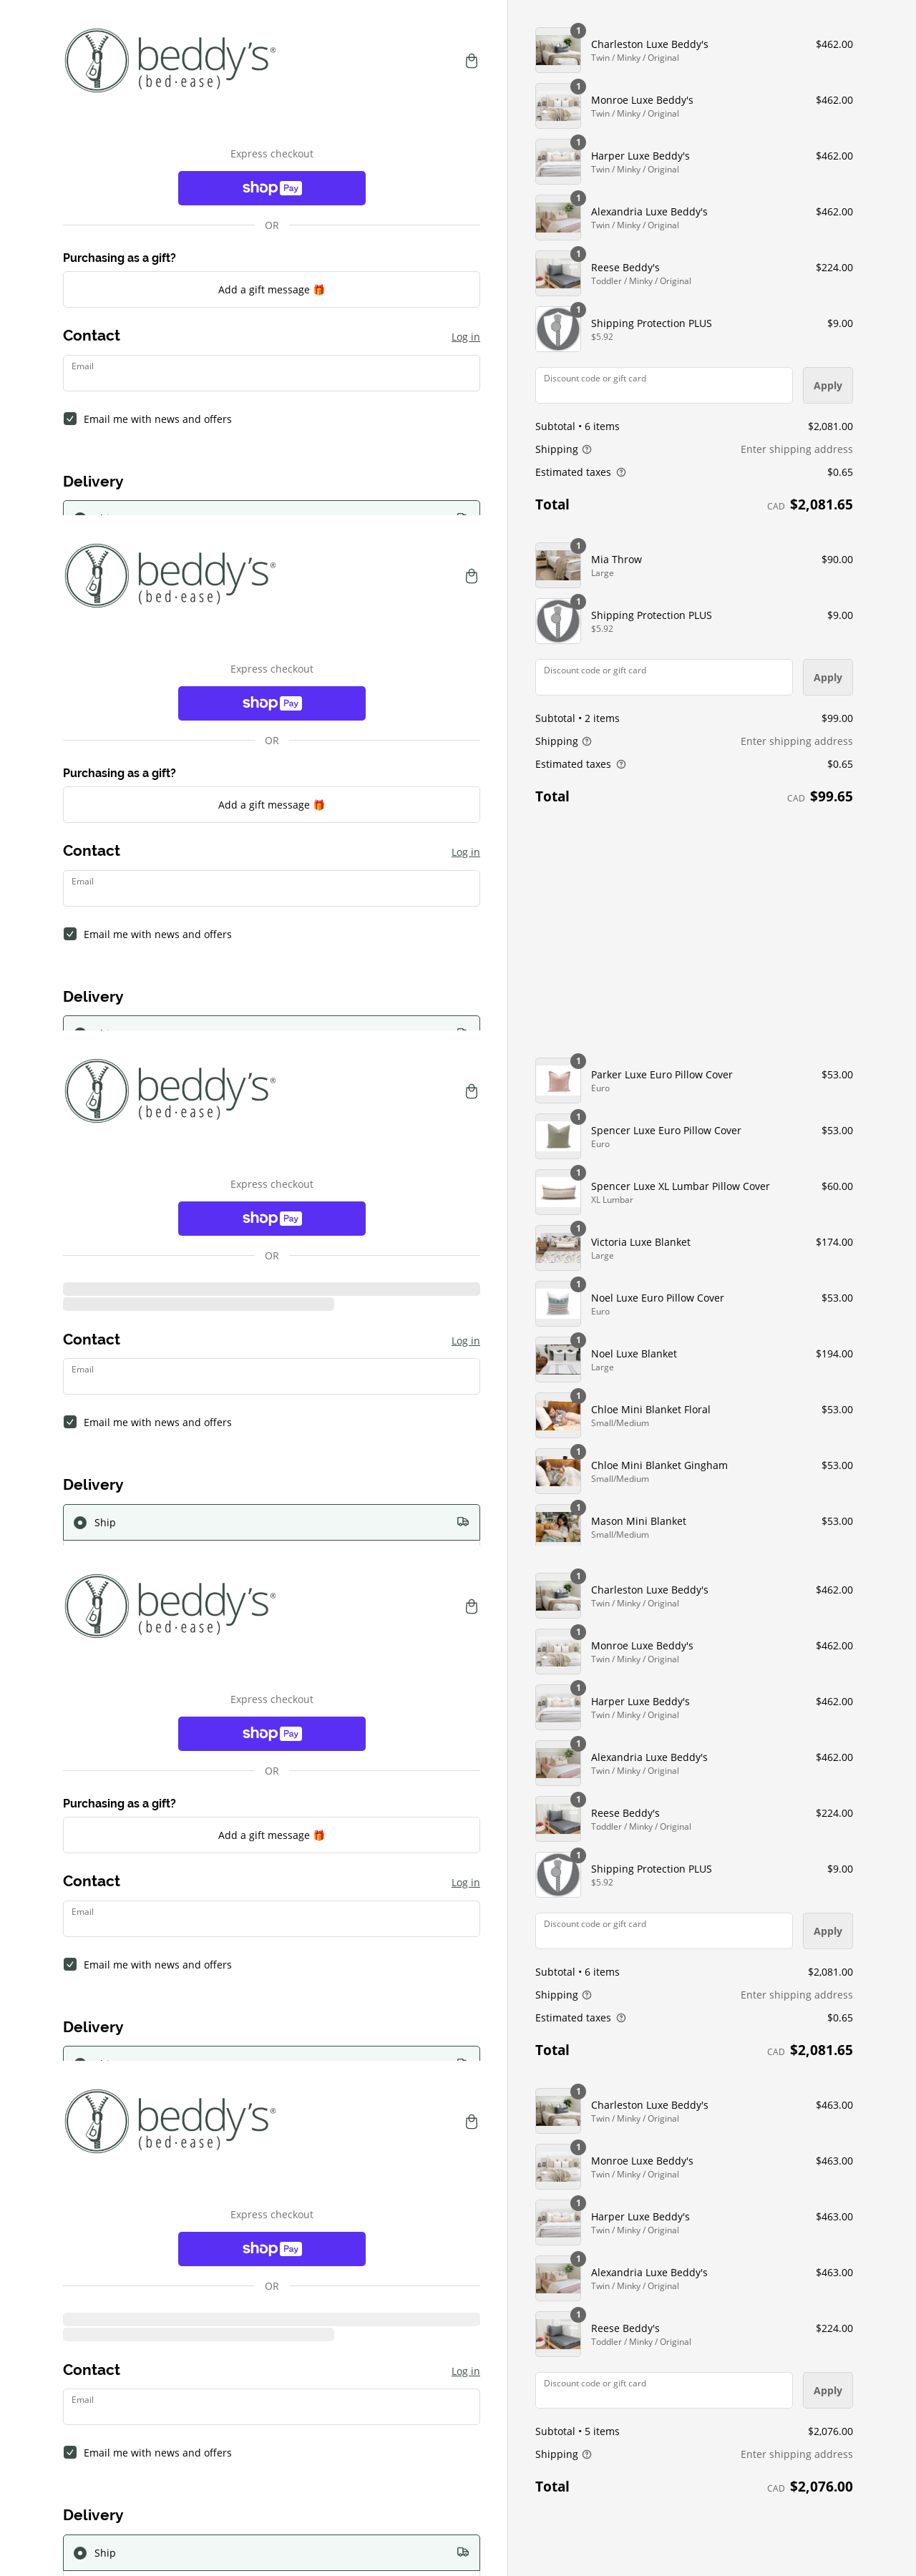 beddy's®
(bed·ease)
Express checkout
shop Pay
OR
Purchasing as a gift?
Add a gift message 🎁
Contact
Log in
Email
Email me with news and offers
Delivery
1
Charleston Luxe Beddy's
$462.00
Twin / Minky / Original
1
Monroe Luxe Beddy's
$462.00
Twin / Minky / Original
1
Harper Luxe Beddy's
$462.00
Twin / Minky / Original
1
Alexandria Luxe Beddy's
$462.00
Twin / Minky / Original
1
Reese Beddy's
$224.00
Toddler / Minky / Original
1
Shipping Protection PLUS
$9.00
$5.92
Discount code or gift card
Apply
Subtotal • 6 items
$2,081.00
Shipping
Enter shipping address
Estimated taxes
$0.65
Total
CAD $2,081.65
beddy's®
(bed·ease)
Express checkout
shop Pay
OR
Purchasing as a gift?
Add a gift message 🎁
Contact
Log in
Email
Email me with news and offers
Delivery
1
Mia Throw
$90.00
Large
1
Shipping Protection PLUS
$9.00
$5.92
Discount code or gift card
Apply
Subtotal • 2 items
$99.00
Shipping
Enter shipping address
Estimated taxes
$0.65
Total
CAD $99.65
beddy's®
(bed·ease)
Express checkout
shop Pay
OR
Contact
Log in
Email
Email me with news and offers
Delivery
Ship
1
Parker Luxe Euro Pillow Cover
$53.00
Euro
1
Spencer Luxe Euro Pillow Cover
$53.00
Euro
1
Spencer Luxe XL Lumbar Pillow Cover
$60.00
XL Lumbar
1
Victoria Luxe Blanket
$174.00
Large
1
Noel Luxe Euro Pillow Cover
$53.00
Euro
1
Noel Luxe Blanket
$194.00
Large
1
Chloe Mini Blanket Floral
$53.00
Small/Medium
1
Chloe Mini Blanket Gingham
$53.00
Small/Medium
1
Mason Mini Blanket
$53.00
Small/Medium
beddy's®
(bed·ease)
Express checkout
shop Pay
OR
Purchasing as a gift?
Add a gift message 🎁
Contact
Log in
Email
Email me with news and offers
Delivery
1
Charleston Luxe Beddy's
$462.00
Twin / Minky / Original
1
Monroe Luxe Beddy's
$462.00
Twin / Minky / Original
1
Harper Luxe Beddy's
$462.00
Twin / Minky / Original
1
Alexandria Luxe Beddy's
$462.00
Twin / Minky / Original
1
Reese Beddy's
$224.00
Toddler / Minky / Original
1
Shipping Protection PLUS
$9.00
$5.92
Discount code or gift card
Apply
Subtotal • 6 items
$2,081.00
Shipping
Enter shipping address
Estimated taxes
$0.65
Total
CAD $2,081.65
beddy's®
(bed·ease)
Express checkout
shop Pay
OR
Contact
Log in
Email
Email me with news and offers
Delivery
Ship
1
Charleston Luxe Beddy's
$463.00
Twin / Minky / Original
1
Monroe Luxe Beddy's
$463.00
Twin / Minky / Original
1
Harper Luxe Beddy's
$463.00
Twin / Minky / Original
1
Alexandria Luxe Beddy's
$463.00
Twin / Minky / Original
1
Reese Beddy's
$224.00
Toddler / Minky / Original
Discount code or gift card
Apply
Subtotal • 5 items
$2,076.00
Shipping
Enter shipping address
Total
CAD $2,076.00